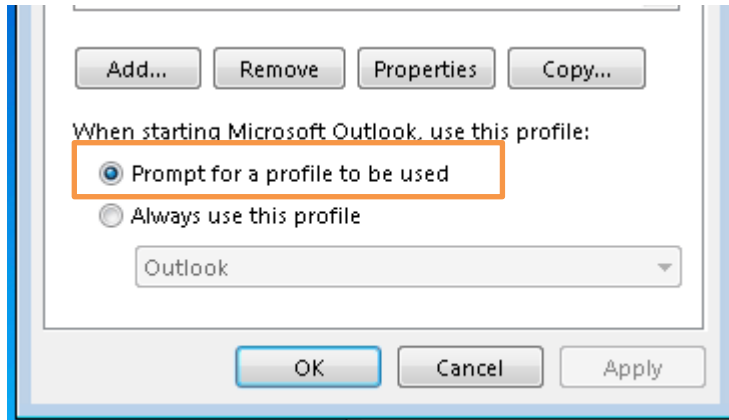 Add... Remove Properties Copy...
When starting Microsoft Outlook, use this profile:
Prompt for a profile to be used
Always use this profile
Outlook
OK Cancel Apply